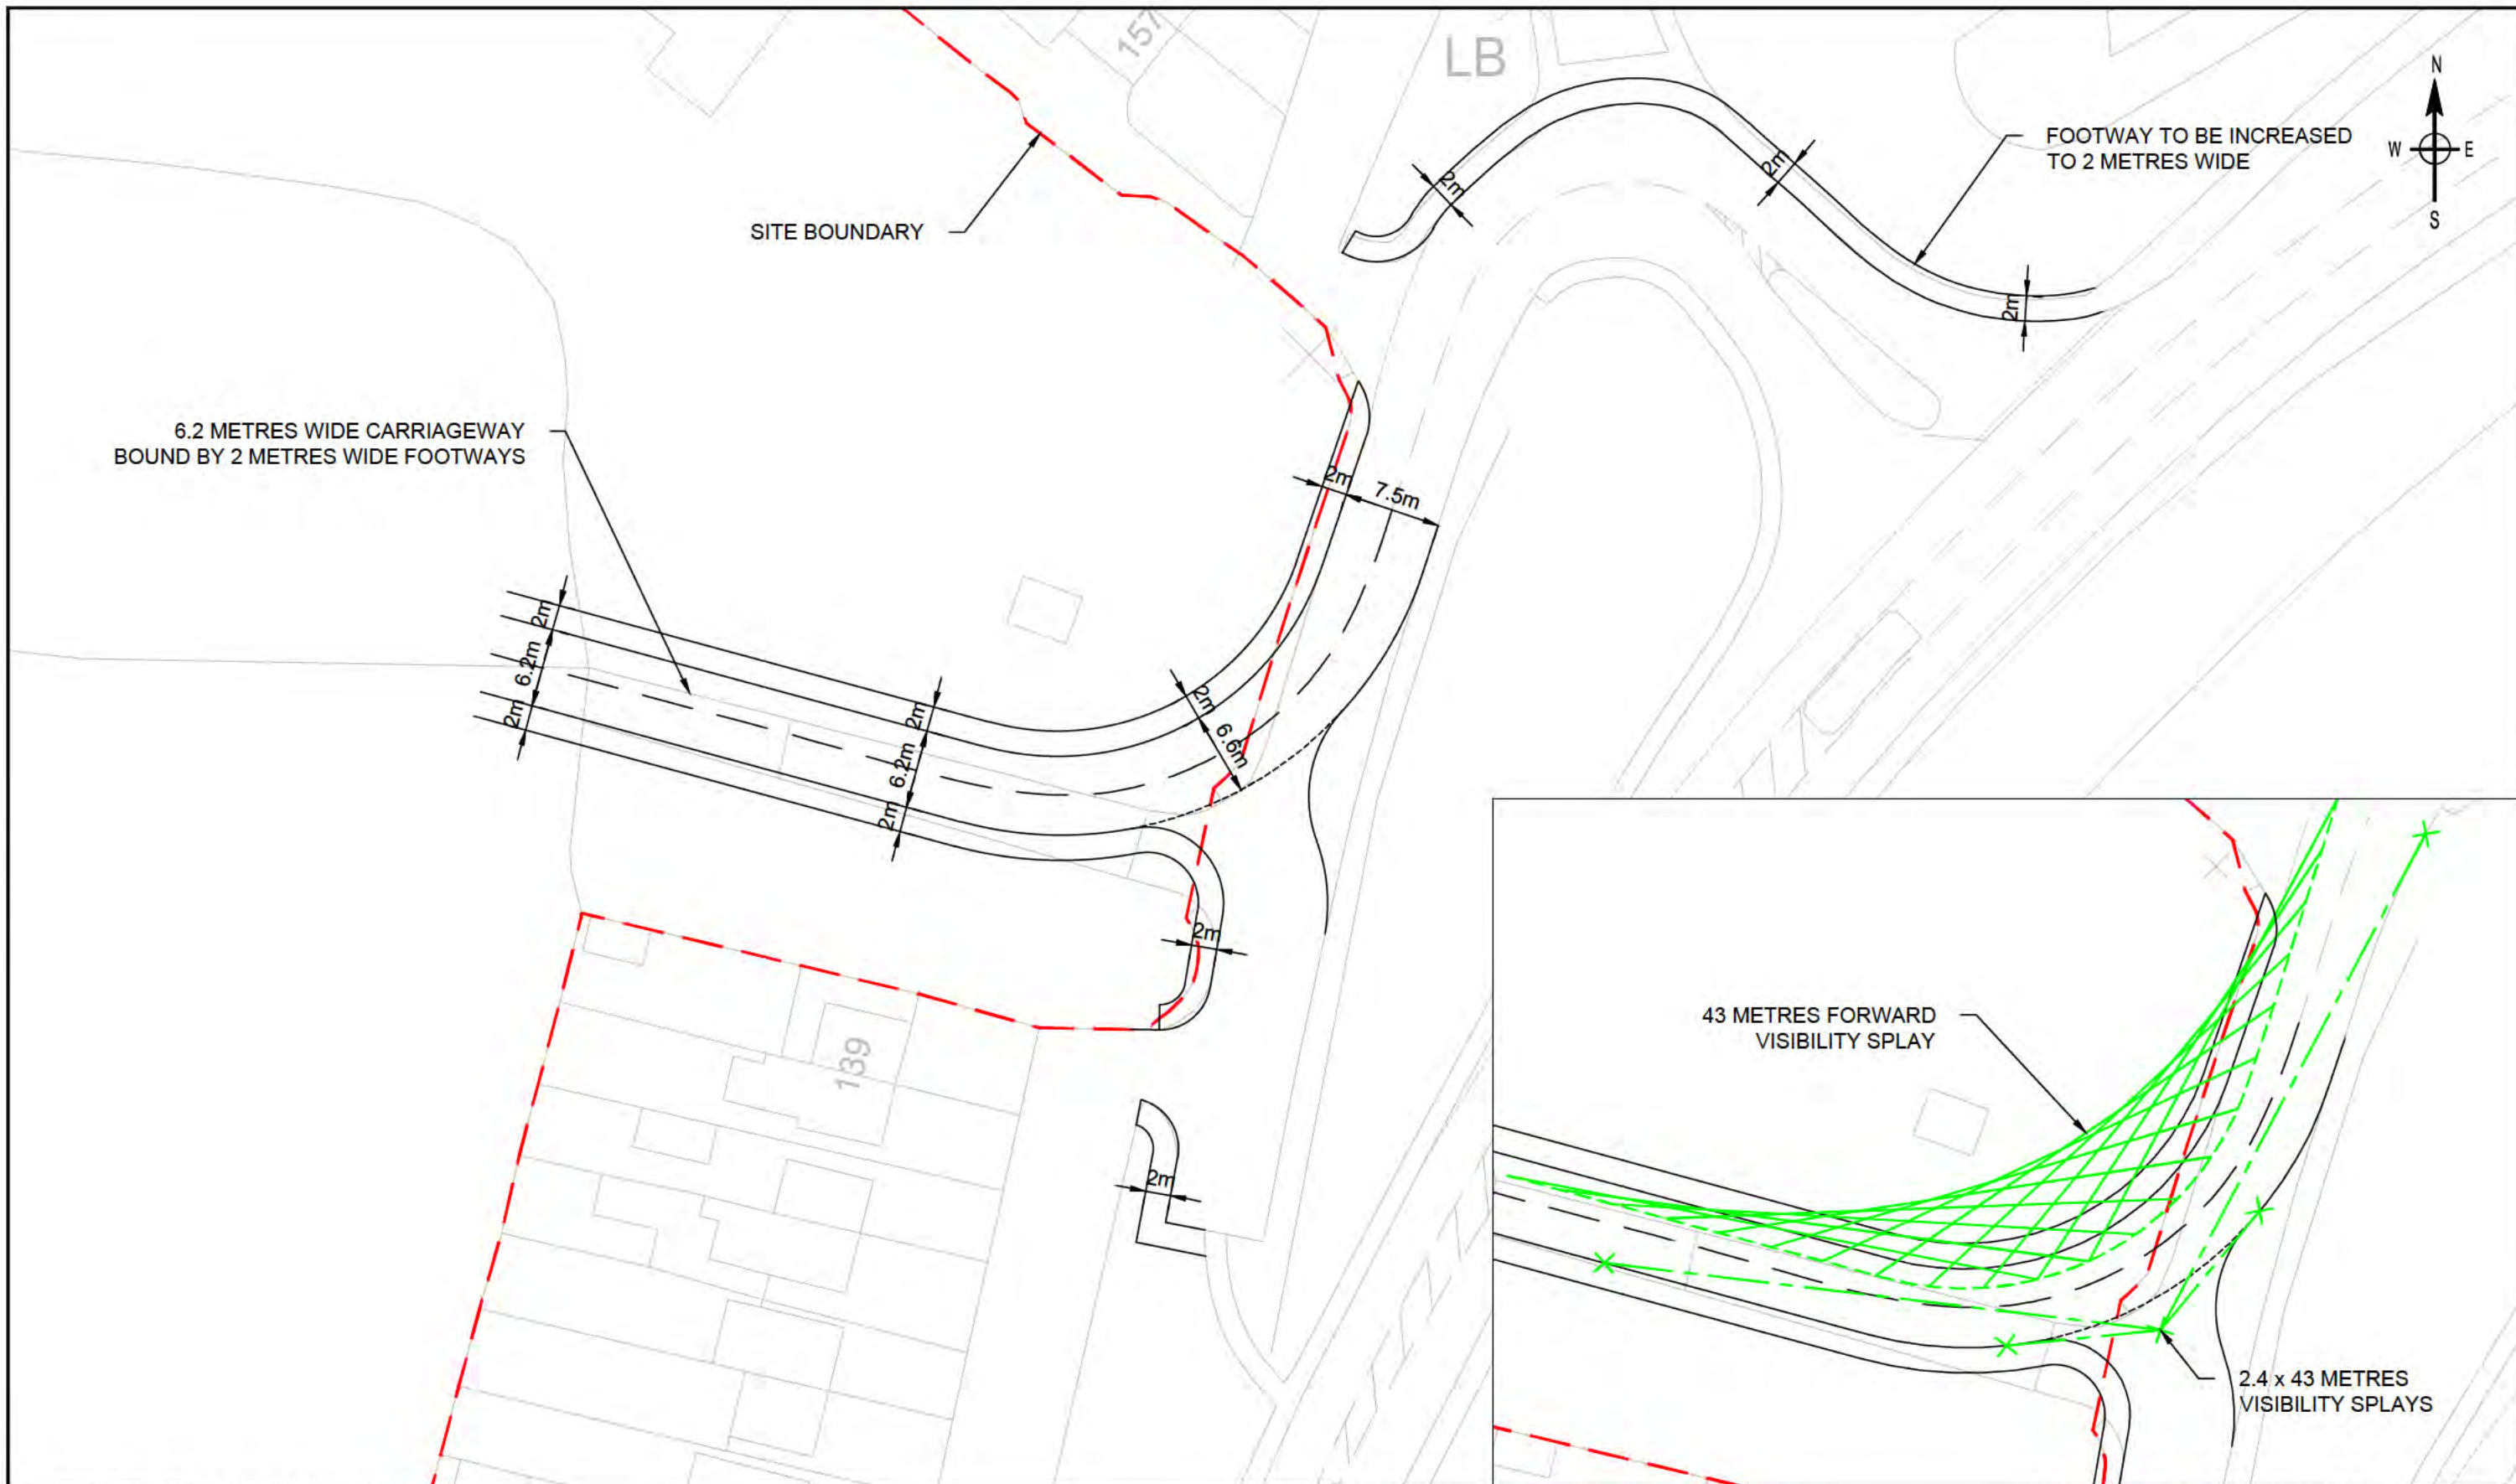 157
LB
N
W
E
S
FOOTWAY TO BE INCREASED
TO 2 METRES WIDE
2m
2m
2m
SITE BOUNDARY
6.2 METRES WIDE CARRIAGEWAY
BOUND BY 2 METRES WIDE FOOTWAYS
2m
7.5m
2m
6.2m
2m
2m
6.2m
2m
2m
6.6m
2m
139
2m
43 METRES FORWARD
VISIBILITY SPLAY
2.4 x 43 METRES
VISIBILITY SPLAYS